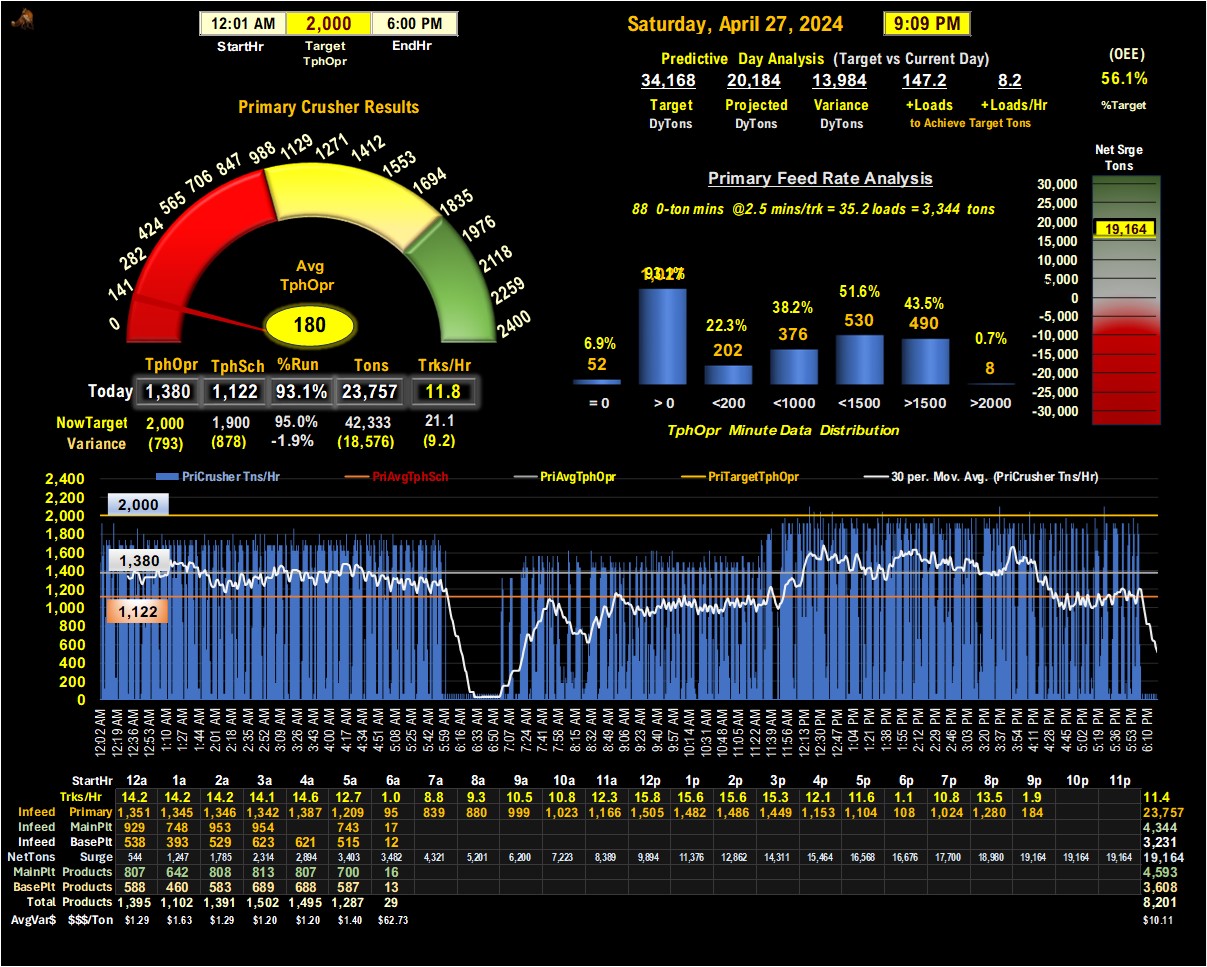 12:01 AM 2,000 6:00 PM
StartHr Target TphOpr EndHr
Saturday, April 27, 2024 9:09 PM
Predictive Day Analysis (Target vs Current Day)
34,168 20,184 13,984 147.2 8.2
Target Projected Variance +Loads +Loads/Hr
DyTons DyTons DyTons to Achieve Target Tons
(OEE)
56.1%
%Target
Primary Crusher Results
0 141 282 424 565 706 847 988 1129 1271 1412 1553 1694 1835 1976 2118 2259 2400
Avg
TphOpr
180
TphOpr TphSch %Run Tons Trks/Hr
Today 1,380 1,122 93.1% 23,757 11.8
NowTarget 2,000 1,900 95.0% 42,333 21.1
Variance (793) (878) -1.9% (18,576) (9.2)
Primary Feed Rate Analysis
88 0-ton mins @2.5 mins/trk = 35.2 loads = 3,344 tons
6.9% 93.1% 22.3% 38.2% 51.6% 43.5% 0.7%
52 202 376 530 490 8
= 0 > 0 <200 <1000 <1500 >1500 >2000
TphOpr Minute Data Distribution
Net Srge
Tons
30,000
25,000
20,000
19,164
15,000
10,000
5,000
0
-5,000
-10,000
-15,000
-20,000
-25,000
-30,000
PriCrusher Tns/Hr PriAvgTphSch PriAvgTphOpr PriTargetTphOpr 30 per. Mov. Avg. (PriCrusher Tns/Hr)
2,400
2,200
2,000
1,800
1,600
1,400
1,200
1,000
800
600
400
200
0
2,000
1,380
1,122
12:02 AM 12:19 AM 12:36 AM 12:53 AM 1:10 AM 1:27 AM 1:44 AM 2:01 AM 2:18 AM 2:35 AM 2:52 AM 3:09 AM 3:26 AM 3:43 AM 4:00 AM 4:17 AM 4:34 AM 4:51 AM 5:08 AM 5:25 AM 5:42 AM 5:59 AM 6:16 AM 6:33 AM 6:50 AM 7:07 AM 7:24 AM 7:41 AM 7:58 AM 8:15 AM 8:32 AM 8:49 AM 9:06 AM 9:23 AM 9:40 AM 9:57 AM 10:14 AM 10:31 AM 10:48 AM 11:05 AM 11:22 AM 11:39 AM 11:56 AM 12:13 PM 12:30 PM 12:47 PM 1:04 PM 1:21 PM 1:38 PM 1:55 PM 2:12 PM 2:29 PM 2:46 PM 3:03 PM 3:20 PM 3:37 PM 3:54 PM 4:11 PM 4:28 PM 4:45 PM 5:02 PM 5:19 PM 5:36 PM 5:53 PM 6:10 PM
StartHr 12a 1a 2a 3a 4a 5a 6a 7a 8a 9a 10a 11a 12p 1p 2p 3p 4p 5p 6p 7p 8p 9p 10p 11p
Trks/Hr 14.2 14.2 14.2 14.1 14.6 12.7 1.0 8.8 9.3 10.5 10.8 12.3 15.8 15.6 15.6 15.3 12.1 11.6 1.1 10.8 13.5 1.9 11.4
Infeed Primary 1,351 1,345 1,346 1,342 1,387 1,209 95 839 880 999 1,023 1,166 1,505 1,482 1,486 1,449 1,153 1,104 108 1,024 1,280 184 23,757
Infeed MainPlt 929 748 953 954 743 17 4,344
Infeed BasePlt 538 393 529 623 621 515 12 3,231
NetTons Surge 544 1,247 1,785 2,314 2,894 3,403 3,482 4,321 5,201 6,200 7,223 8,389 9,894 11,376 12,862 14,311 15,464 16,568 16,676 17,700 18,980 19,164 19,164 19,164 19,164
MainPlt Products 807 642 808 813 807 700 16 4,593
BasePlt Products 588 460 583 689 688 587 13 3,608
Total Products 1,395 1,102 1,391 1,502 1,495 1,287 29 8,201
AvgVar$ $$$/Ton $1.29 $1.63 $1.29 $1.20 $1.20 $1.40 $62.73 $10.11